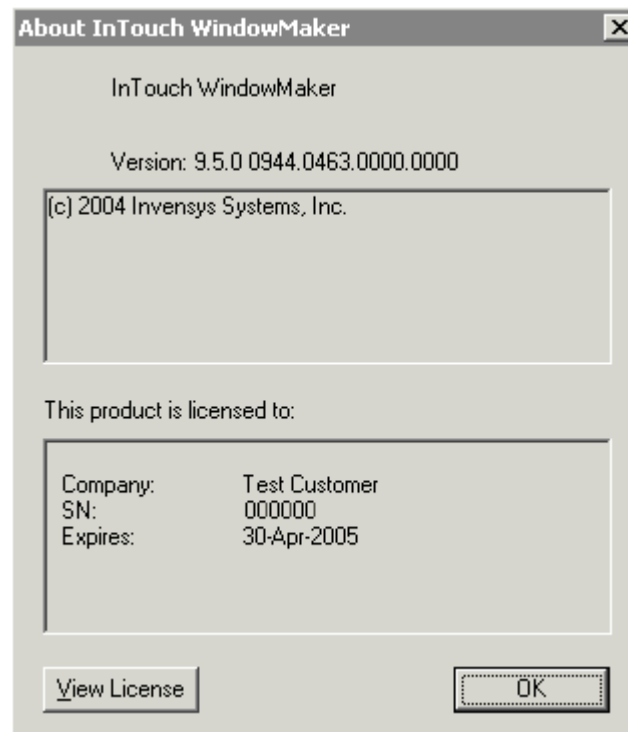 About InTouch WindowMaker
InTouch WindowMaker
Version: 9.5.0 0944.0463.0000.0000
(c) 2004 Invensys Systems, Inc.
This product is licensed to:
Company: Test Customer
SN: 000000
Expires: 30-Apr-2005
View License OK